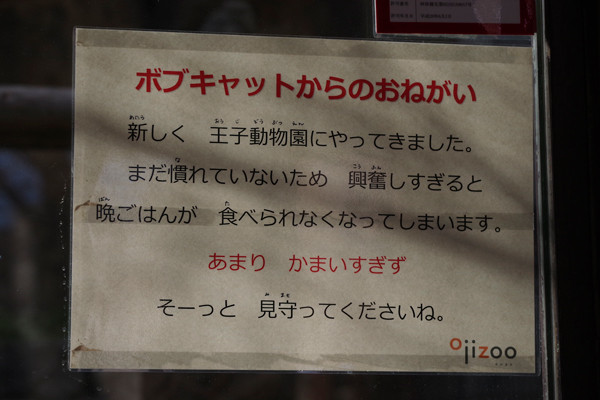 ボブキャットからのおねがい
新しく 王子動物園にやってきました。
まだ慣れていないため 興奮しすぎると
晩ごはんが 食べられなくなってしまいます。
あまり かまいすぎず
そーっと 見守ってくださいね。
ojizoo